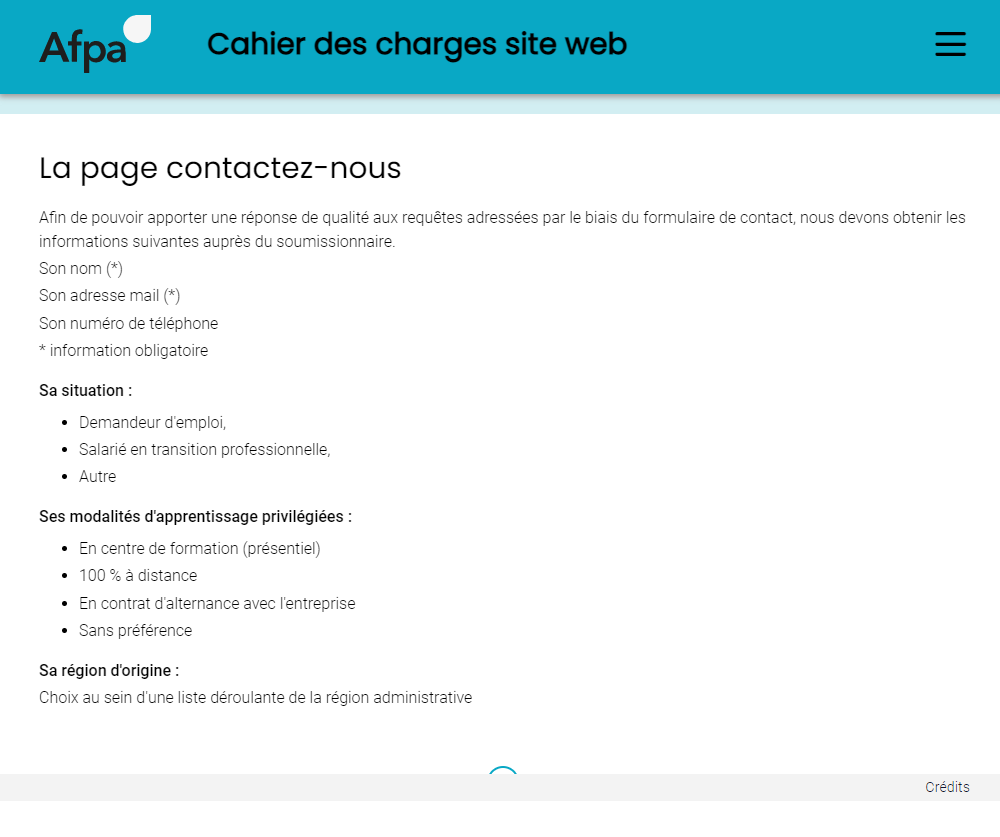 Afpa
Cahier des charges site web
La page contactez-nous
Afin de pouvoir apporter une réponse de qualité aux requêtes adressées par le biais du formulaire de contact, nous devons obtenir les
informations suivantes auprès du soumissionnaire.
Son nom (*)
Son adresse mail (*)
Son numéro de téléphone
* information obligatoire
Sa situation :
• Demandeur d'emploi,
• Salarié en transition professionnelle,
• Autre
Ses modalités d'apprentissage privilégiées :
• En centre de formation (présentiel)
• 100 % à distance
• En contrat d'alternance avec l'entreprise
• Sans préférence
Sa région d'origine :
Choix au sein d'une liste déroulante de la région administrative
Crédits